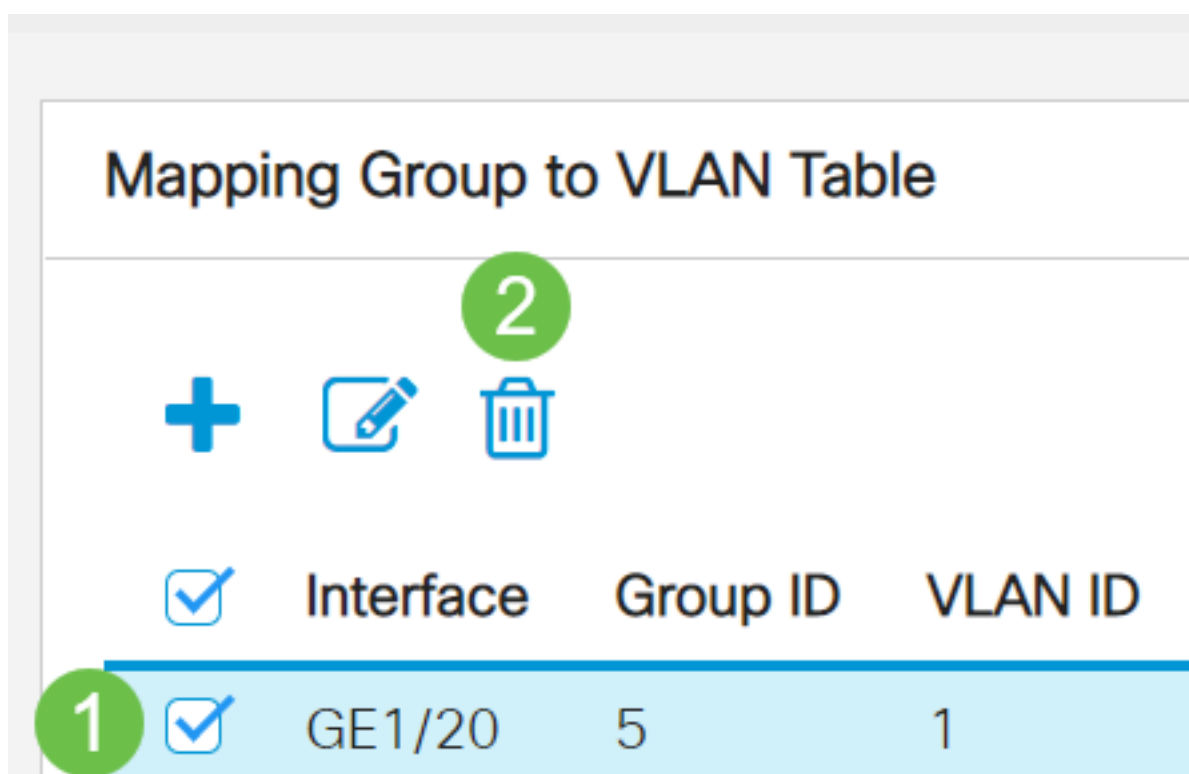 Mapping Group to VLAN Table
2
Interface Group ID VLAN ID
1 GE1/20 5 1